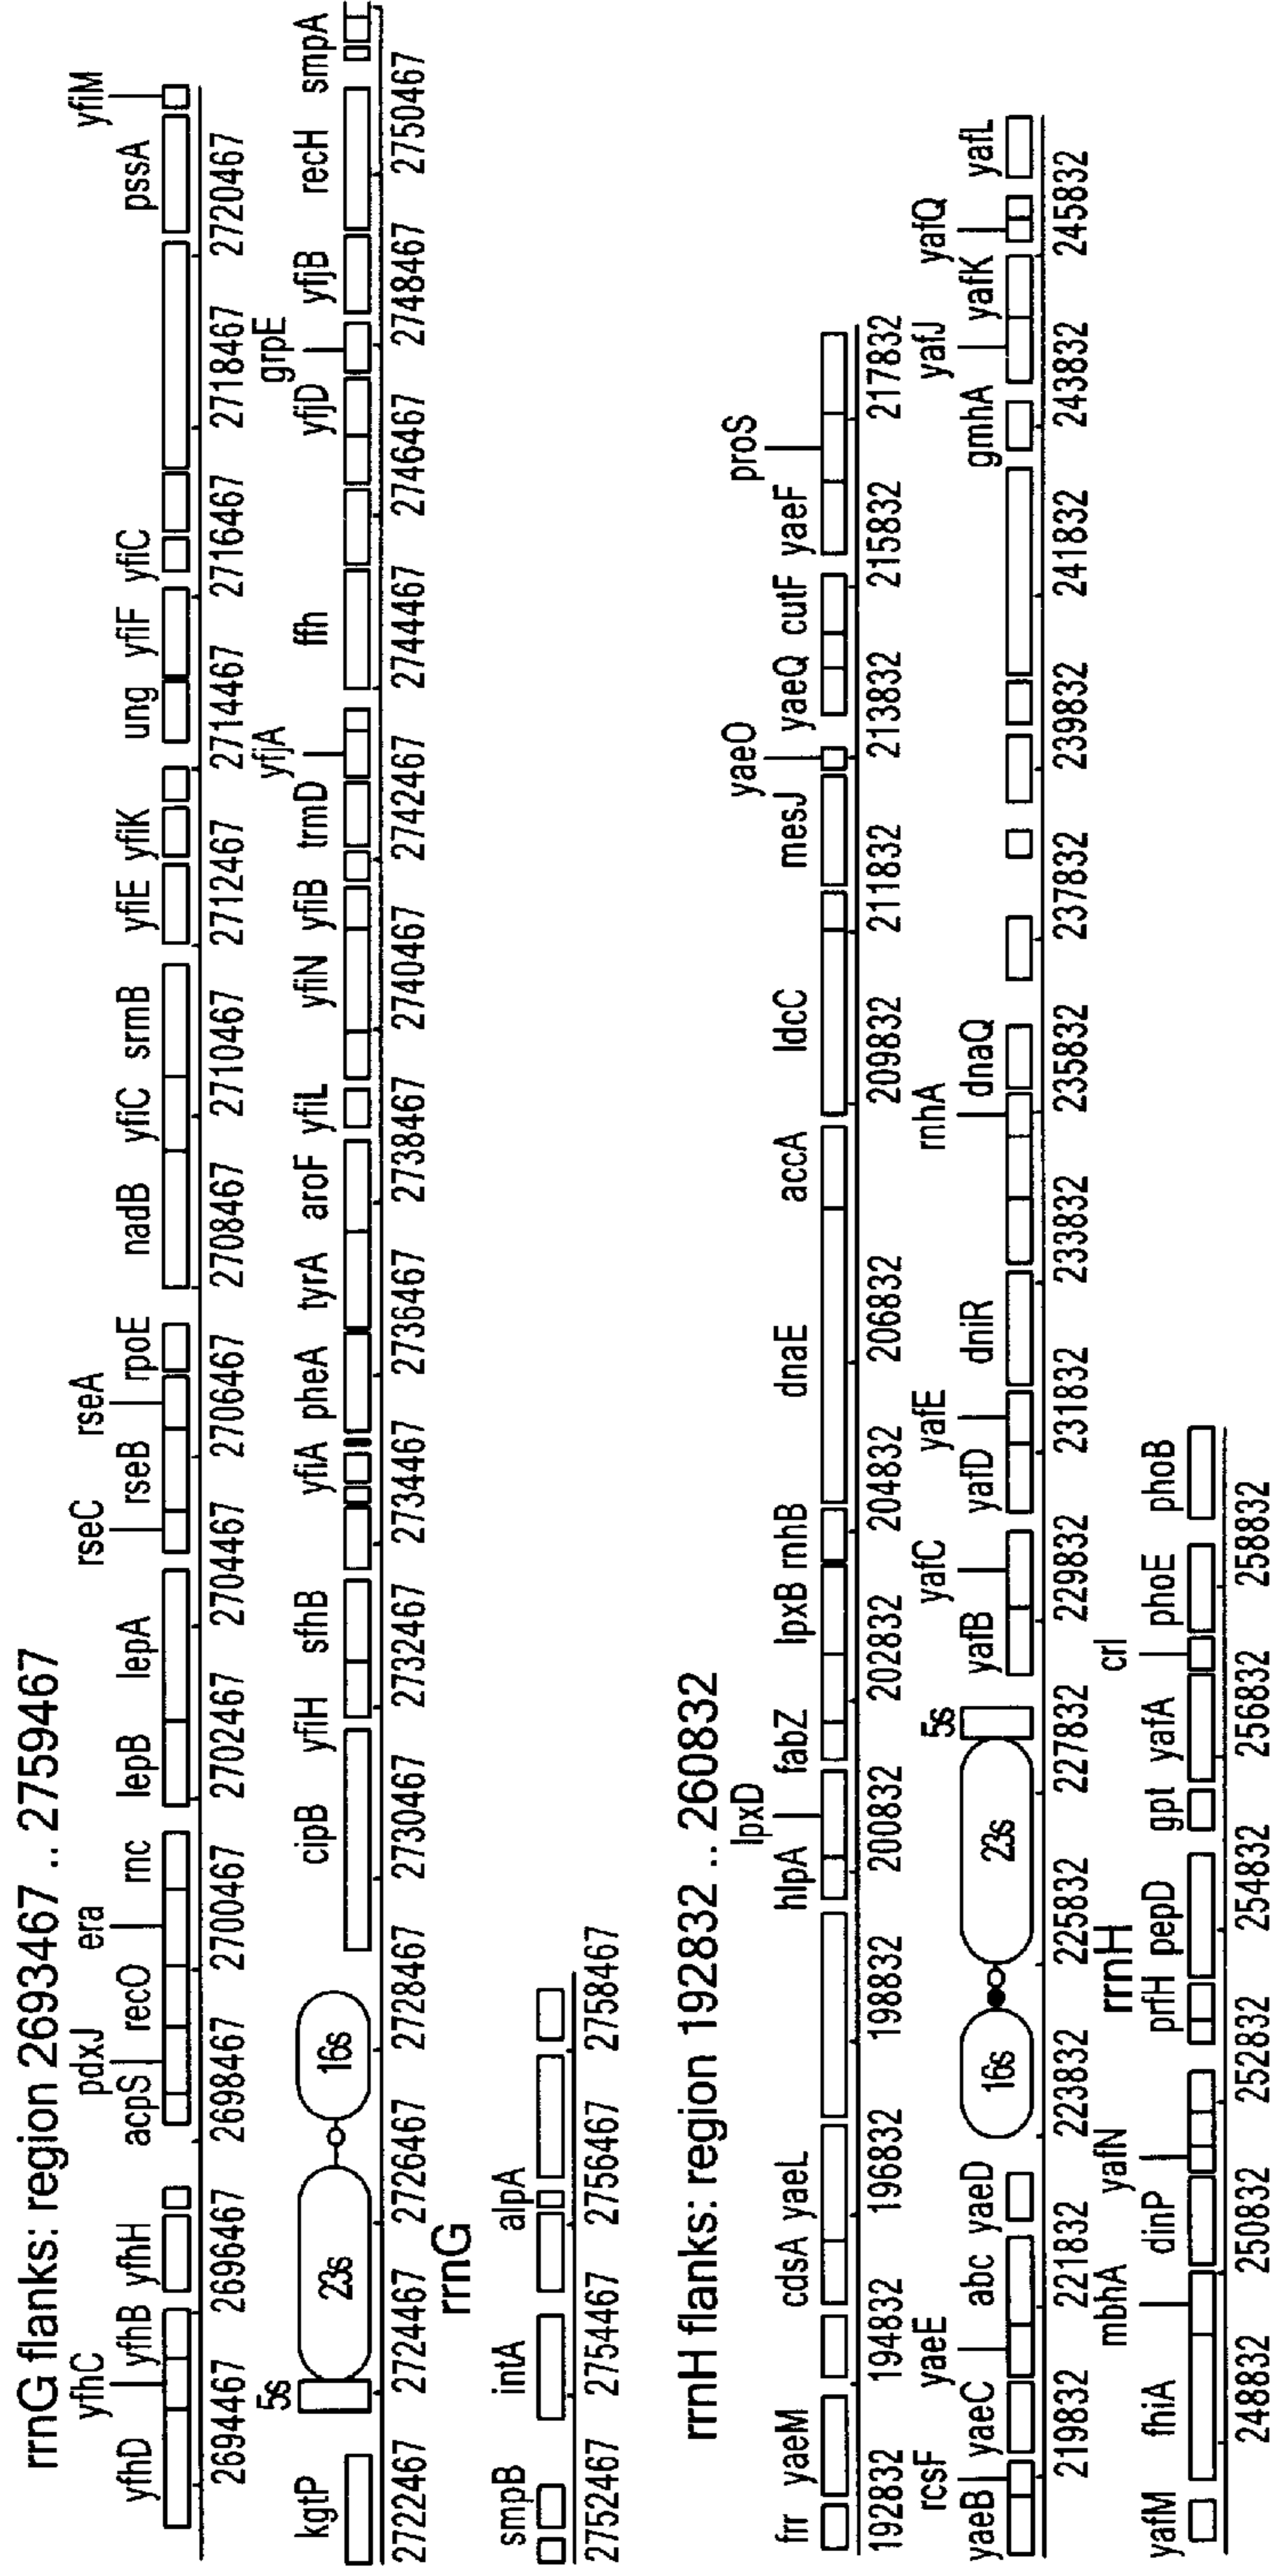 rrnG flanks: region 2693467 .. 2759467
yfhC pdxJ era rseC rseA yfiM
yfhD yfhB yfhH acpS recO rnc lepB lepA rseB rpoE nadB yfiC srmB yfiE yfiK ung yfiF yfiC pssA
2694467 2696467 2698467 2700467 2702467 2704467 2706467 2708467 2710467 2712467 2714467 2716467 2718467 2720467
5s yfjA grpE
kgtP 23s 16s cipB yfiH sfhB yfiA pheA tyrA aroF yfiL yfiN yfiB trmD ffh yfjD yfjB recH smpA
2722467 2724467 2726467 2728467 2730467 2732467 2734467 2736467 2738467 2740467 2742467 2744467 2746467 2748467 2750467
rrnG
smpB intA alpA
2752467 2754467 2756467 2758467
rrnH flanks: region 192832 .. 260832
lpxD yaeO proS
frr yaeM cdsA yaeL hlpA fabZ lpxB rnhB dnaE accA ldcC mesJ yaeQ cutF yaeF
192832 194832 196832 198832 200832 202832 204832 206832 209832 211832 213832 215832 217832
rcsF yaeE 5s yafC yafE rnhA yafJ yafQ
yaeB yaeC abc yaeD 16s 23s yafB yafD dniR dnaQ gmhA yafK yafL
219832 221832 223832 225832 227832 229832 231832 233832 235832 237832 239832 241832 243832 245832
rrnH
mbhA yafN crl
yafM fhiA dinP prfH pepD gpt yafA phoE phoB
248832 250832 252832 254832 256832 258832